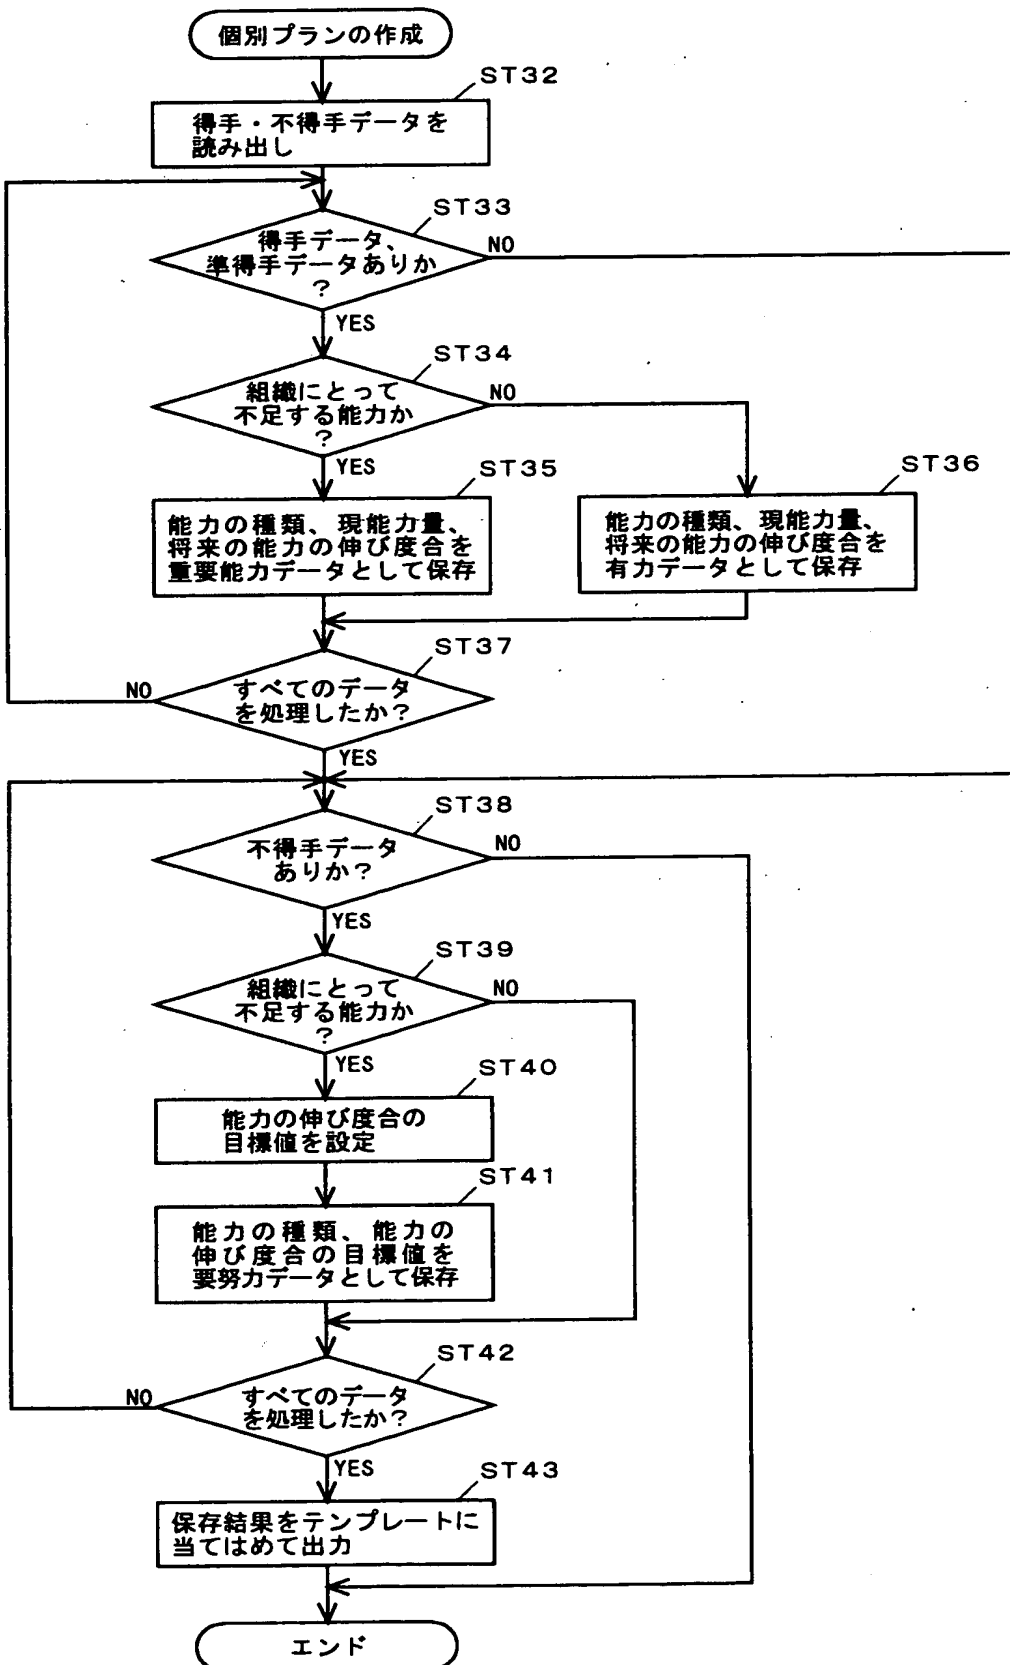 個別プランの作成
ST32
得手・不得手データを
読み出し
ST33
得手データ、
準得手データありか
?
NO
YES
ST34
組織にとって
不足する能力か
?
NO
YES
ST35
能力の種類、現能力量、
将来の能力の伸び度合を
重要能力データとして保存
ST36
能力の種類、現能力量、
将来の能力の伸び度合を
有力データとして保存
ST37
すべてのデータ
を処理したか?
NO
YES
ST38
不得手データ
ありか?
NO
YES
ST39
組織にとって
不足する能力か
?
NO
YES
ST40
能力の伸び度合の
目標値を設定
ST41
能力の種類、能力の
伸び度合の目標値を
要努力データとして保存
ST42
すべてのデータ
を処理したか?
NO
YES
ST43
保存結果をテンプレートに
当てはめて出力
エンド